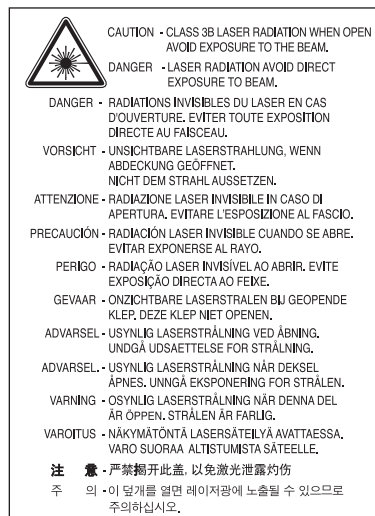 CAUTION - CLASS 3B LASER RADIATION WHEN OPEN
AVOID EXPOSURE TO THE BEAM.
DANGER - LASER RADIATION AVOID DIRECT
EXPOSURE TO BEAM.
DANGER - RADIATIONS INVISIBLES DU LASER EN CAS
D'OUVERTURE. EVITER TOUTE EXPOSITION
DIRECTE AU FAISCEAU.
VORSICHT - UNSICHTBARE LASERSTRAHLUNG, WENN
ABDECKUNG GEÖFFNET.
NICHT DEM STRAHL AUSSETZEN.
ATTENZIONE - RADIAZIONE LASER INVISIBILE IN CASO DI
APERTURA. EVITARE L'ESPOSIZIONE AL FASCIO.
PRECAUCIÓN - RADIACIÓN LASER INVISIBLE CUANDO SE ABRE.
EVITAR EXPONERSE AL RAYO.
PERIGO - RADIAÇÃO LASER INVISÍVEL AO ABRIR. EVITE
EXPOSIÇÃO DIRECTA AO FEIXE.
GEVAAR - ONZICHTBARE LASERSTRALEN BIJ GEOPENDE
KLEP. DEZE KLEP NIET OPENEN.
ADVARSEL - USYNLIG LASERSTRÅLNING VED ÅBNING.
UNDGÅ UDSAETTELSE FOR STRÅLNING.
ADVARSEL. - USYNLIG LASERSTRÅLNING NÅR DEKSEL
ÅPNES. UNNGÅ EKSPONERING FOR STRÅLEN.
VARNING - OSYNLIG LASERSTRÅLNING NÄR DENNA DEL
ÄR ÖPPEN. STRÅLEN ÄR FARLIG.
VAROITUS - NÄKYMÄTÖNTÄ LASERSÄTEILYÄ AVATTAESSA.
VARO SUORAA ALTISTUMISTA SÄTEELLE.
注 意 - 严禁揭开此盖, 以免激光泄露灼伤
주 의 - 이 덮개를 열면 레이저광에 노출될 수 있으므로
주의하십시오.